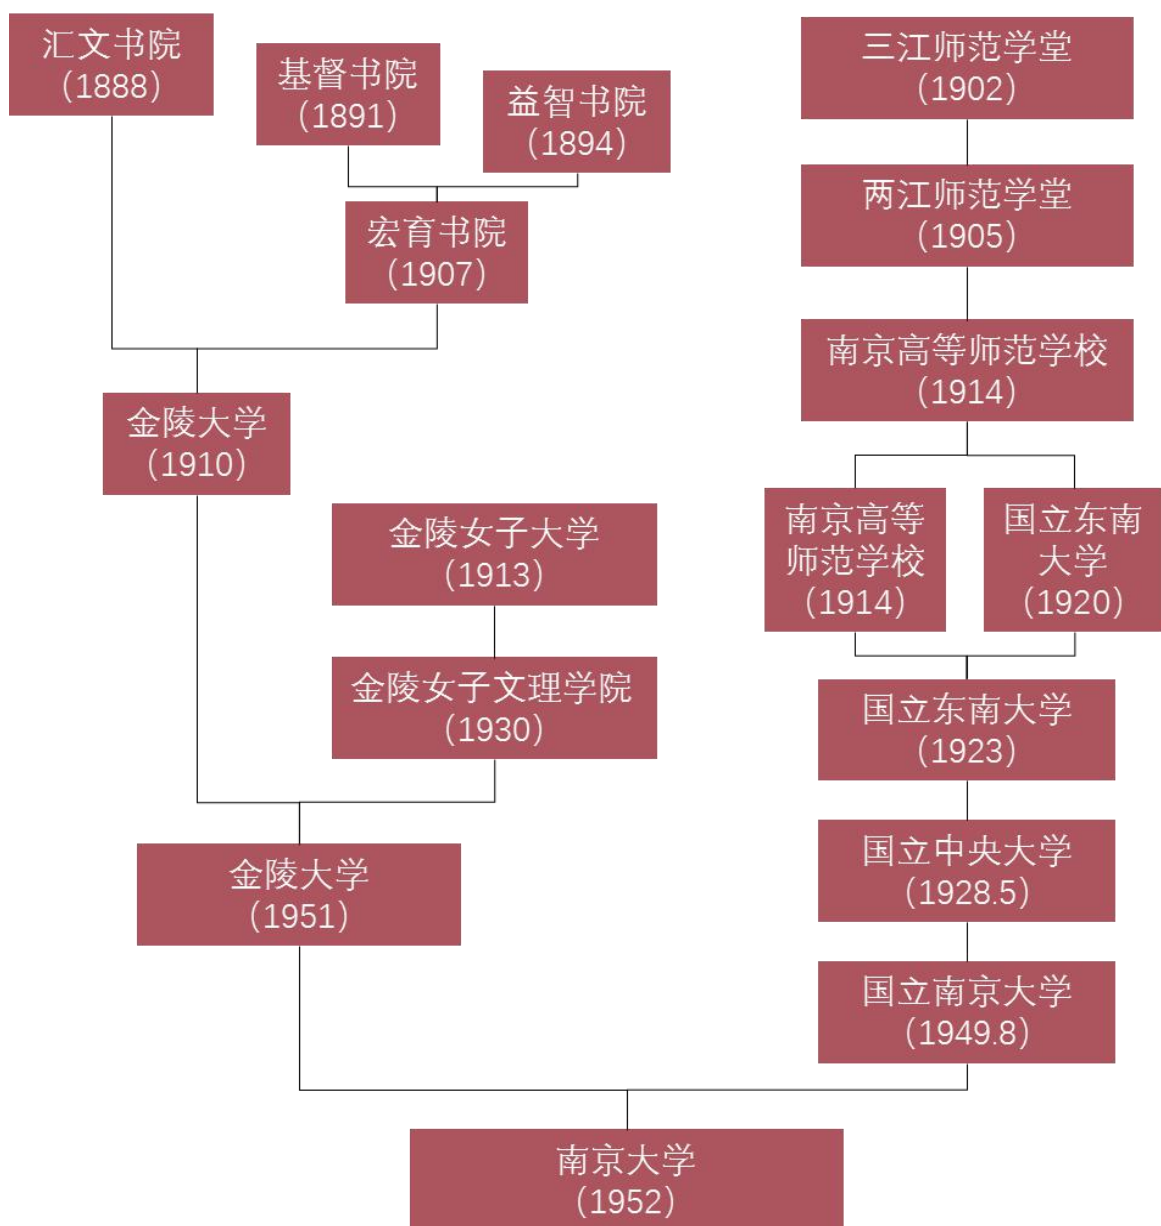 汇文书院
（1888）
基督书院
（1891）
益智书院
（1894）
宏育书院
（1907）
金陵大学
（1910）
金陵女子大学
（1913）
金陵女子文理学院
（1930）
金陵大学
（1951）
三江师范学堂
（1902）
两江师范学堂
（1905）
南京高等师范学校
（1914）
南京高等
师范学校
（1914）
国立东南
大学
（1920）
国立东南大学
（1923）
国立中央大学
（1928.5）
国立南京大学
（1949.8）
南京大学
（1952）